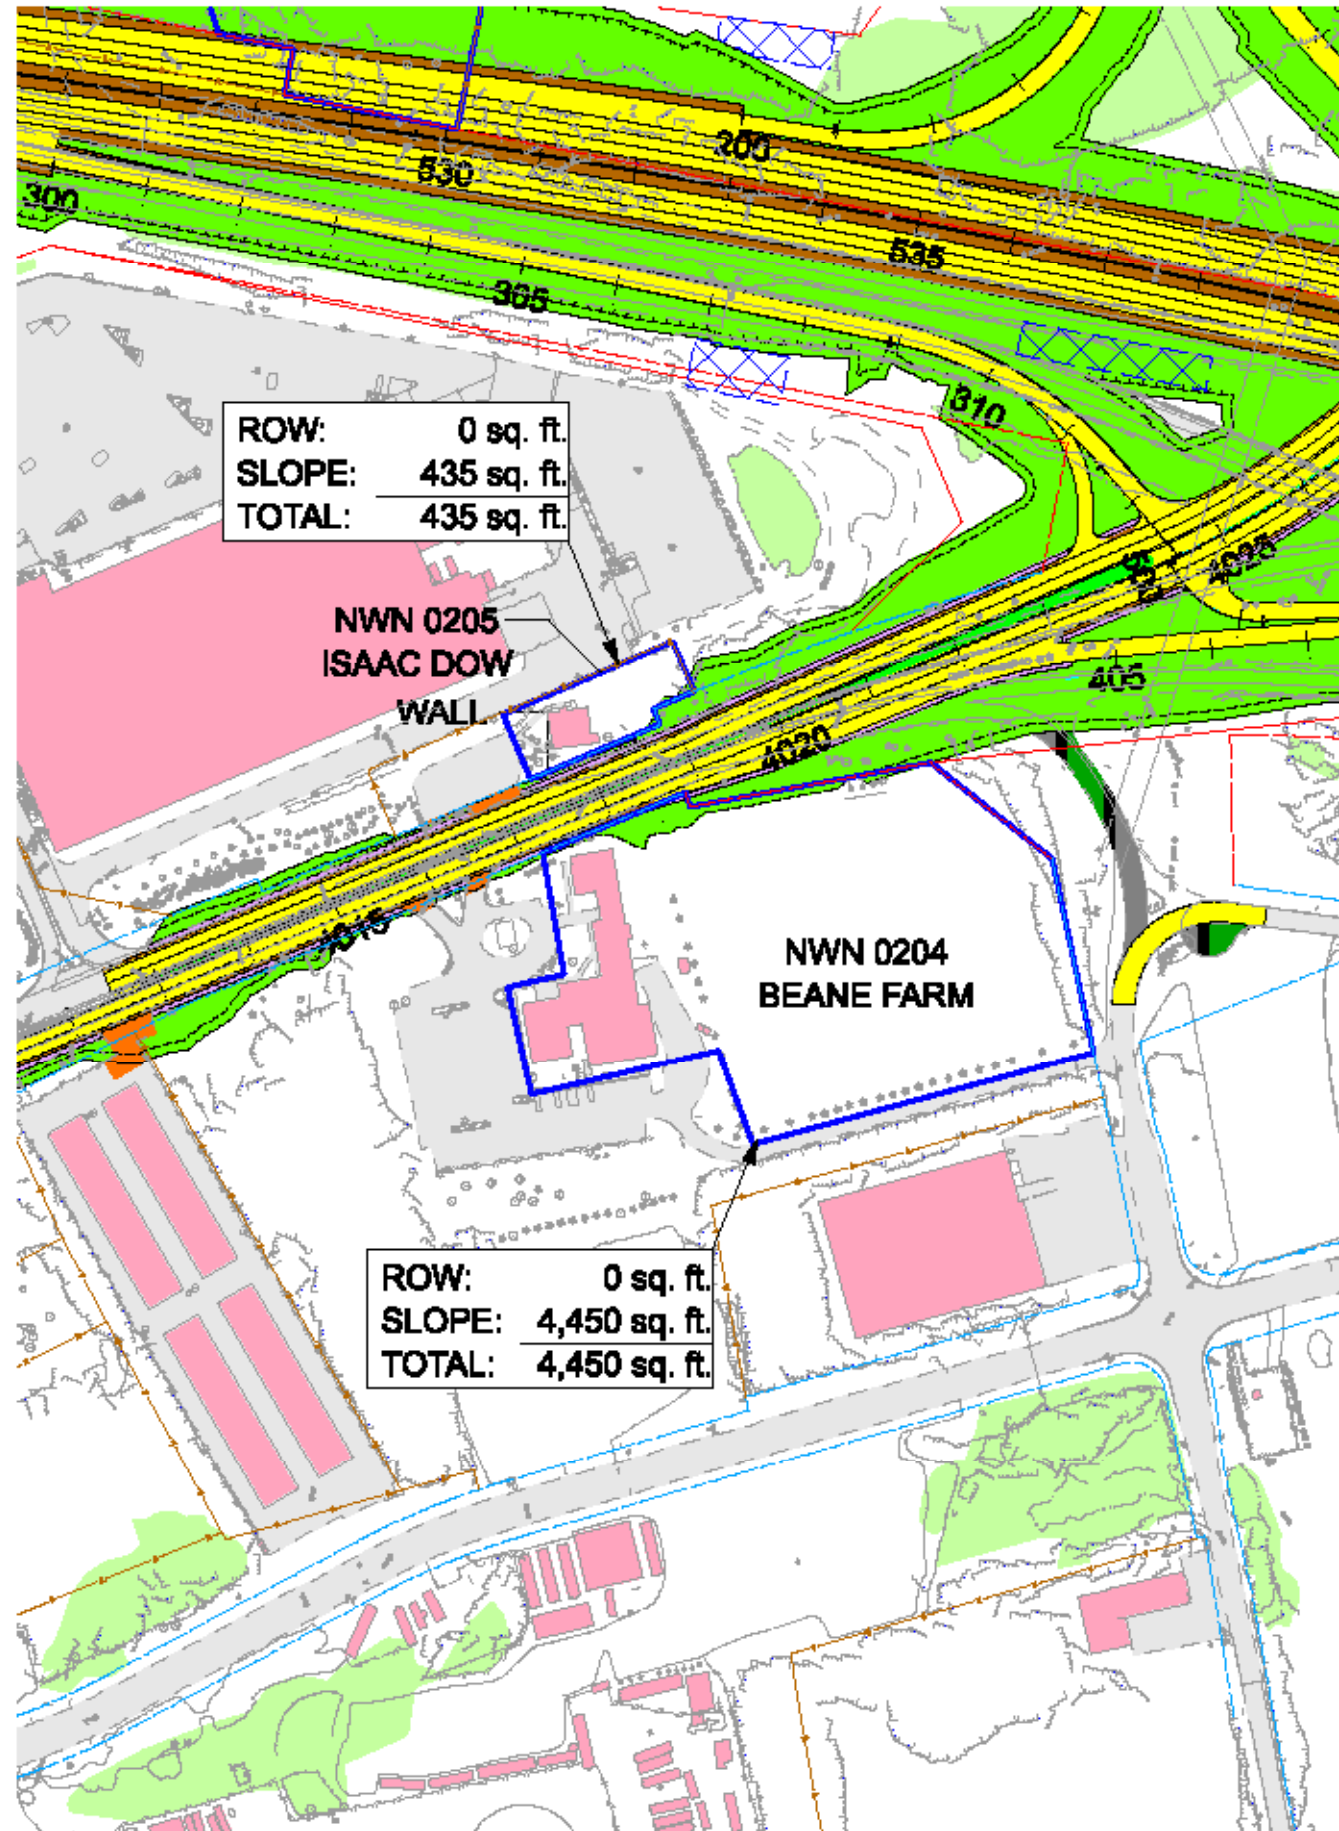 200
530
300
535
305
310
ROW: 0 sq. ft.
SLOPE: 435 sq. ft.
TOTAL: 435 sq. ft.
4025
NWN 0205
ISAAC DOW
WALL
405
4020
4015
NWN 0204
BEANE FARM
ROW: 0 sq. ft.
SLOPE: 4,450 sq. ft.
TOTAL: 4,450 sq. ft.